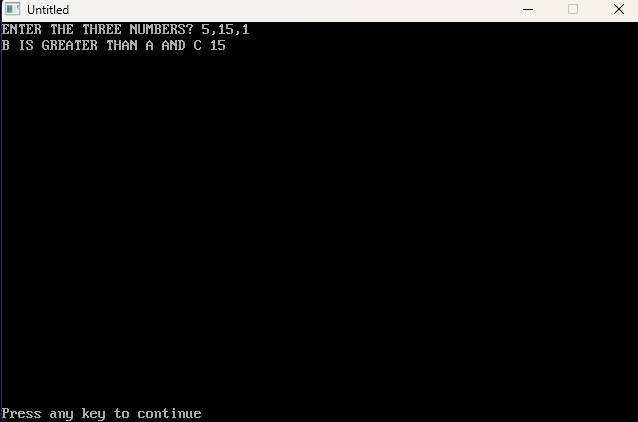 Untitled
ENTER THE THREE NUMBERS? 5,15,1
B IS GREATER THAN A AND C 15
Press any key to continue